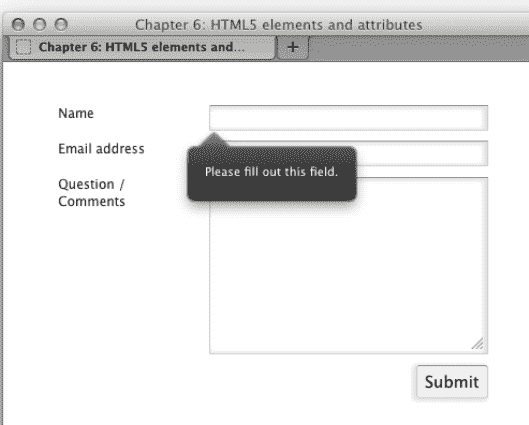 Chapter 6: HTML5 elements and attributes
Chapter 6: HTML5 elements and...
+
Name
Email address
Please fill out this field.
Question /
Comments
Submit